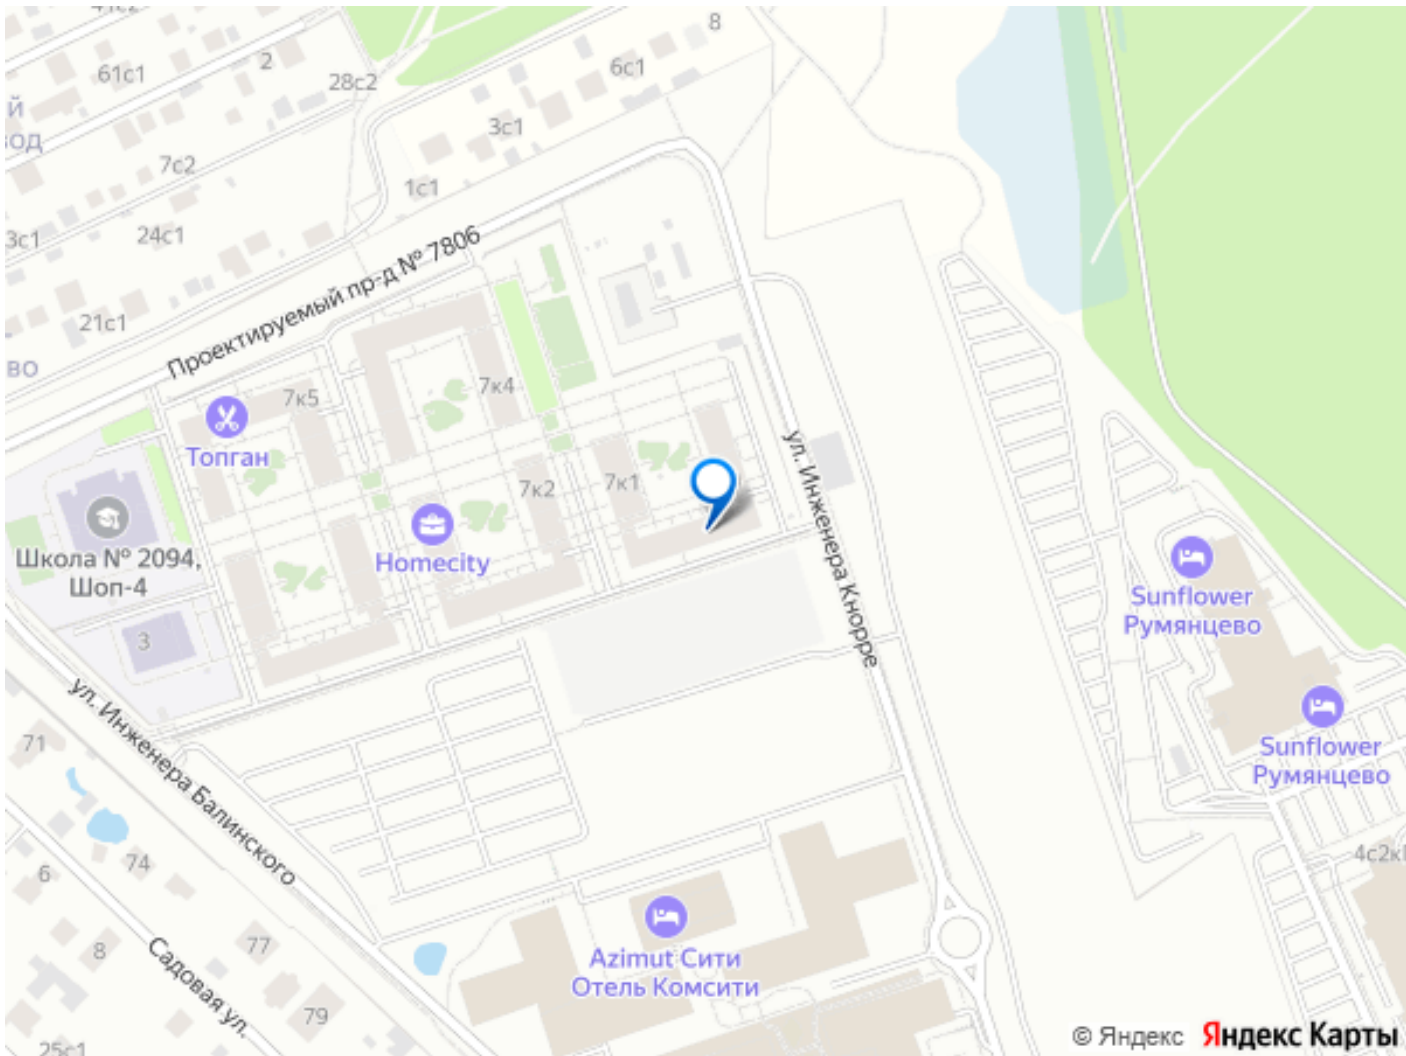 61с1
2
28с2
8
6с1
3с1
й
7с2
1с1
3с1
24с1
21с1
во
Проектируемый пр-д № 7806
7к5
7к4
Топган
7к2
7к1
Школа № 2094,
Шоп-4
Homecity
3
ул. Инженера Кнорре
Sunflower
Румянцево
Sunflower
Румянцево
71
ул. Инженера Балинского
74
6
8
77
79
Садовая ул.
25с1
Azimut Сити
Отель Комсити
© Яндекс Яндекс Карты